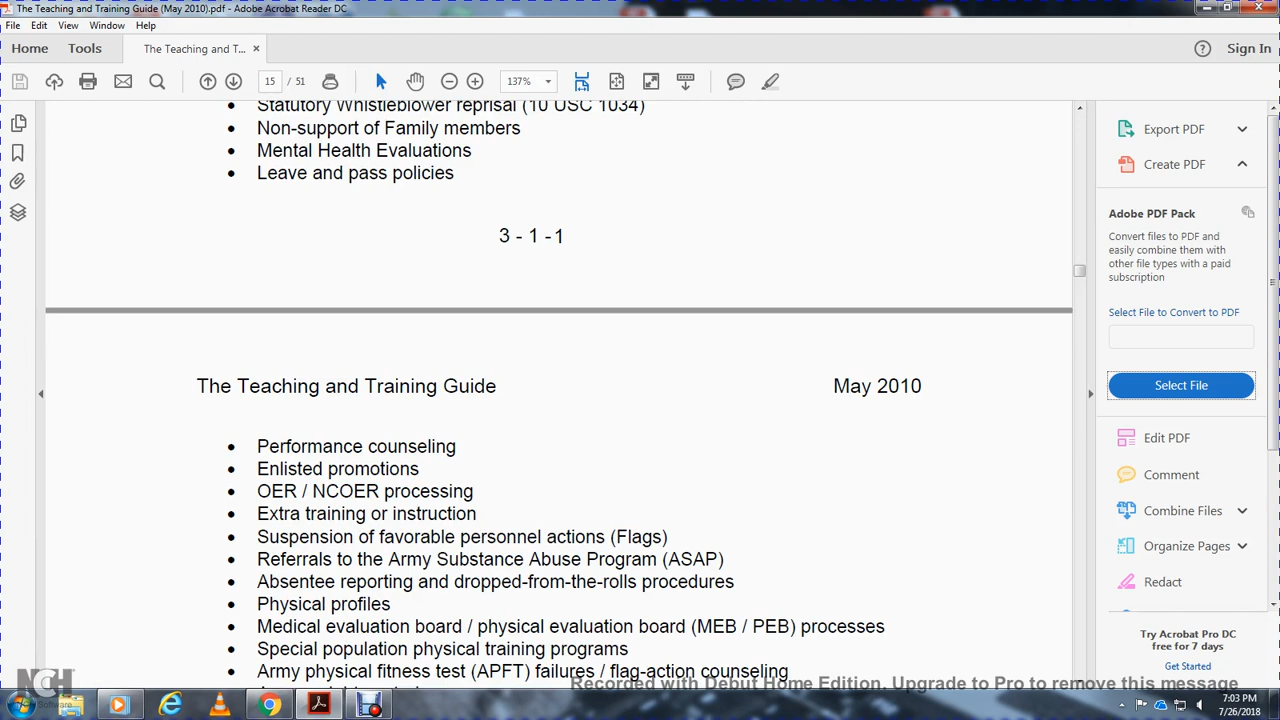 The Teaching and Training Guide (May 2010).pdf - Adobe Acrobat Reader DC
File Edit View Window Help
Home Tools The Teaching and T... × Sign In
15 / 51 137%
• Statutory Whistleblower reprisal (10 USC 1034)
• Non-support of Family members
• Mental Health Evaluations
• Leave and pass policies
3 - 1 -1
The Teaching and Training Guide May 2010
• Performance counseling
• Enlisted promotions
• OER / NCOER processing
• Extra training or instruction
• Suspension of favorable personnel actions (Flags)
• Referrals to the Army Substance Abuse Program (ASAP)
• Absentee reporting and dropped-from-the-rolls procedures
• Physical profiles
• Medical evaluation board / physical evaluation board (MEB / PEB) processes
• Special population physical training programs
• Army physical fitness test (APFT) failures / flag-action counseling
Export PDF
Create PDF
Adobe PDF Pack
Convert files to PDF and
easily combine them with
other file types with a paid
subscription
Select File to Convert to PDF
Select File
Edit PDF
Comment
Combine Files
Organize Pages
Redact
Try Acrobat Pro DC
free for 7 days
Get Started
NCH
Software
Recorded with Debut Home Edition. Upgrade to Pro to remove this message
7:03 PM
7/26/2018